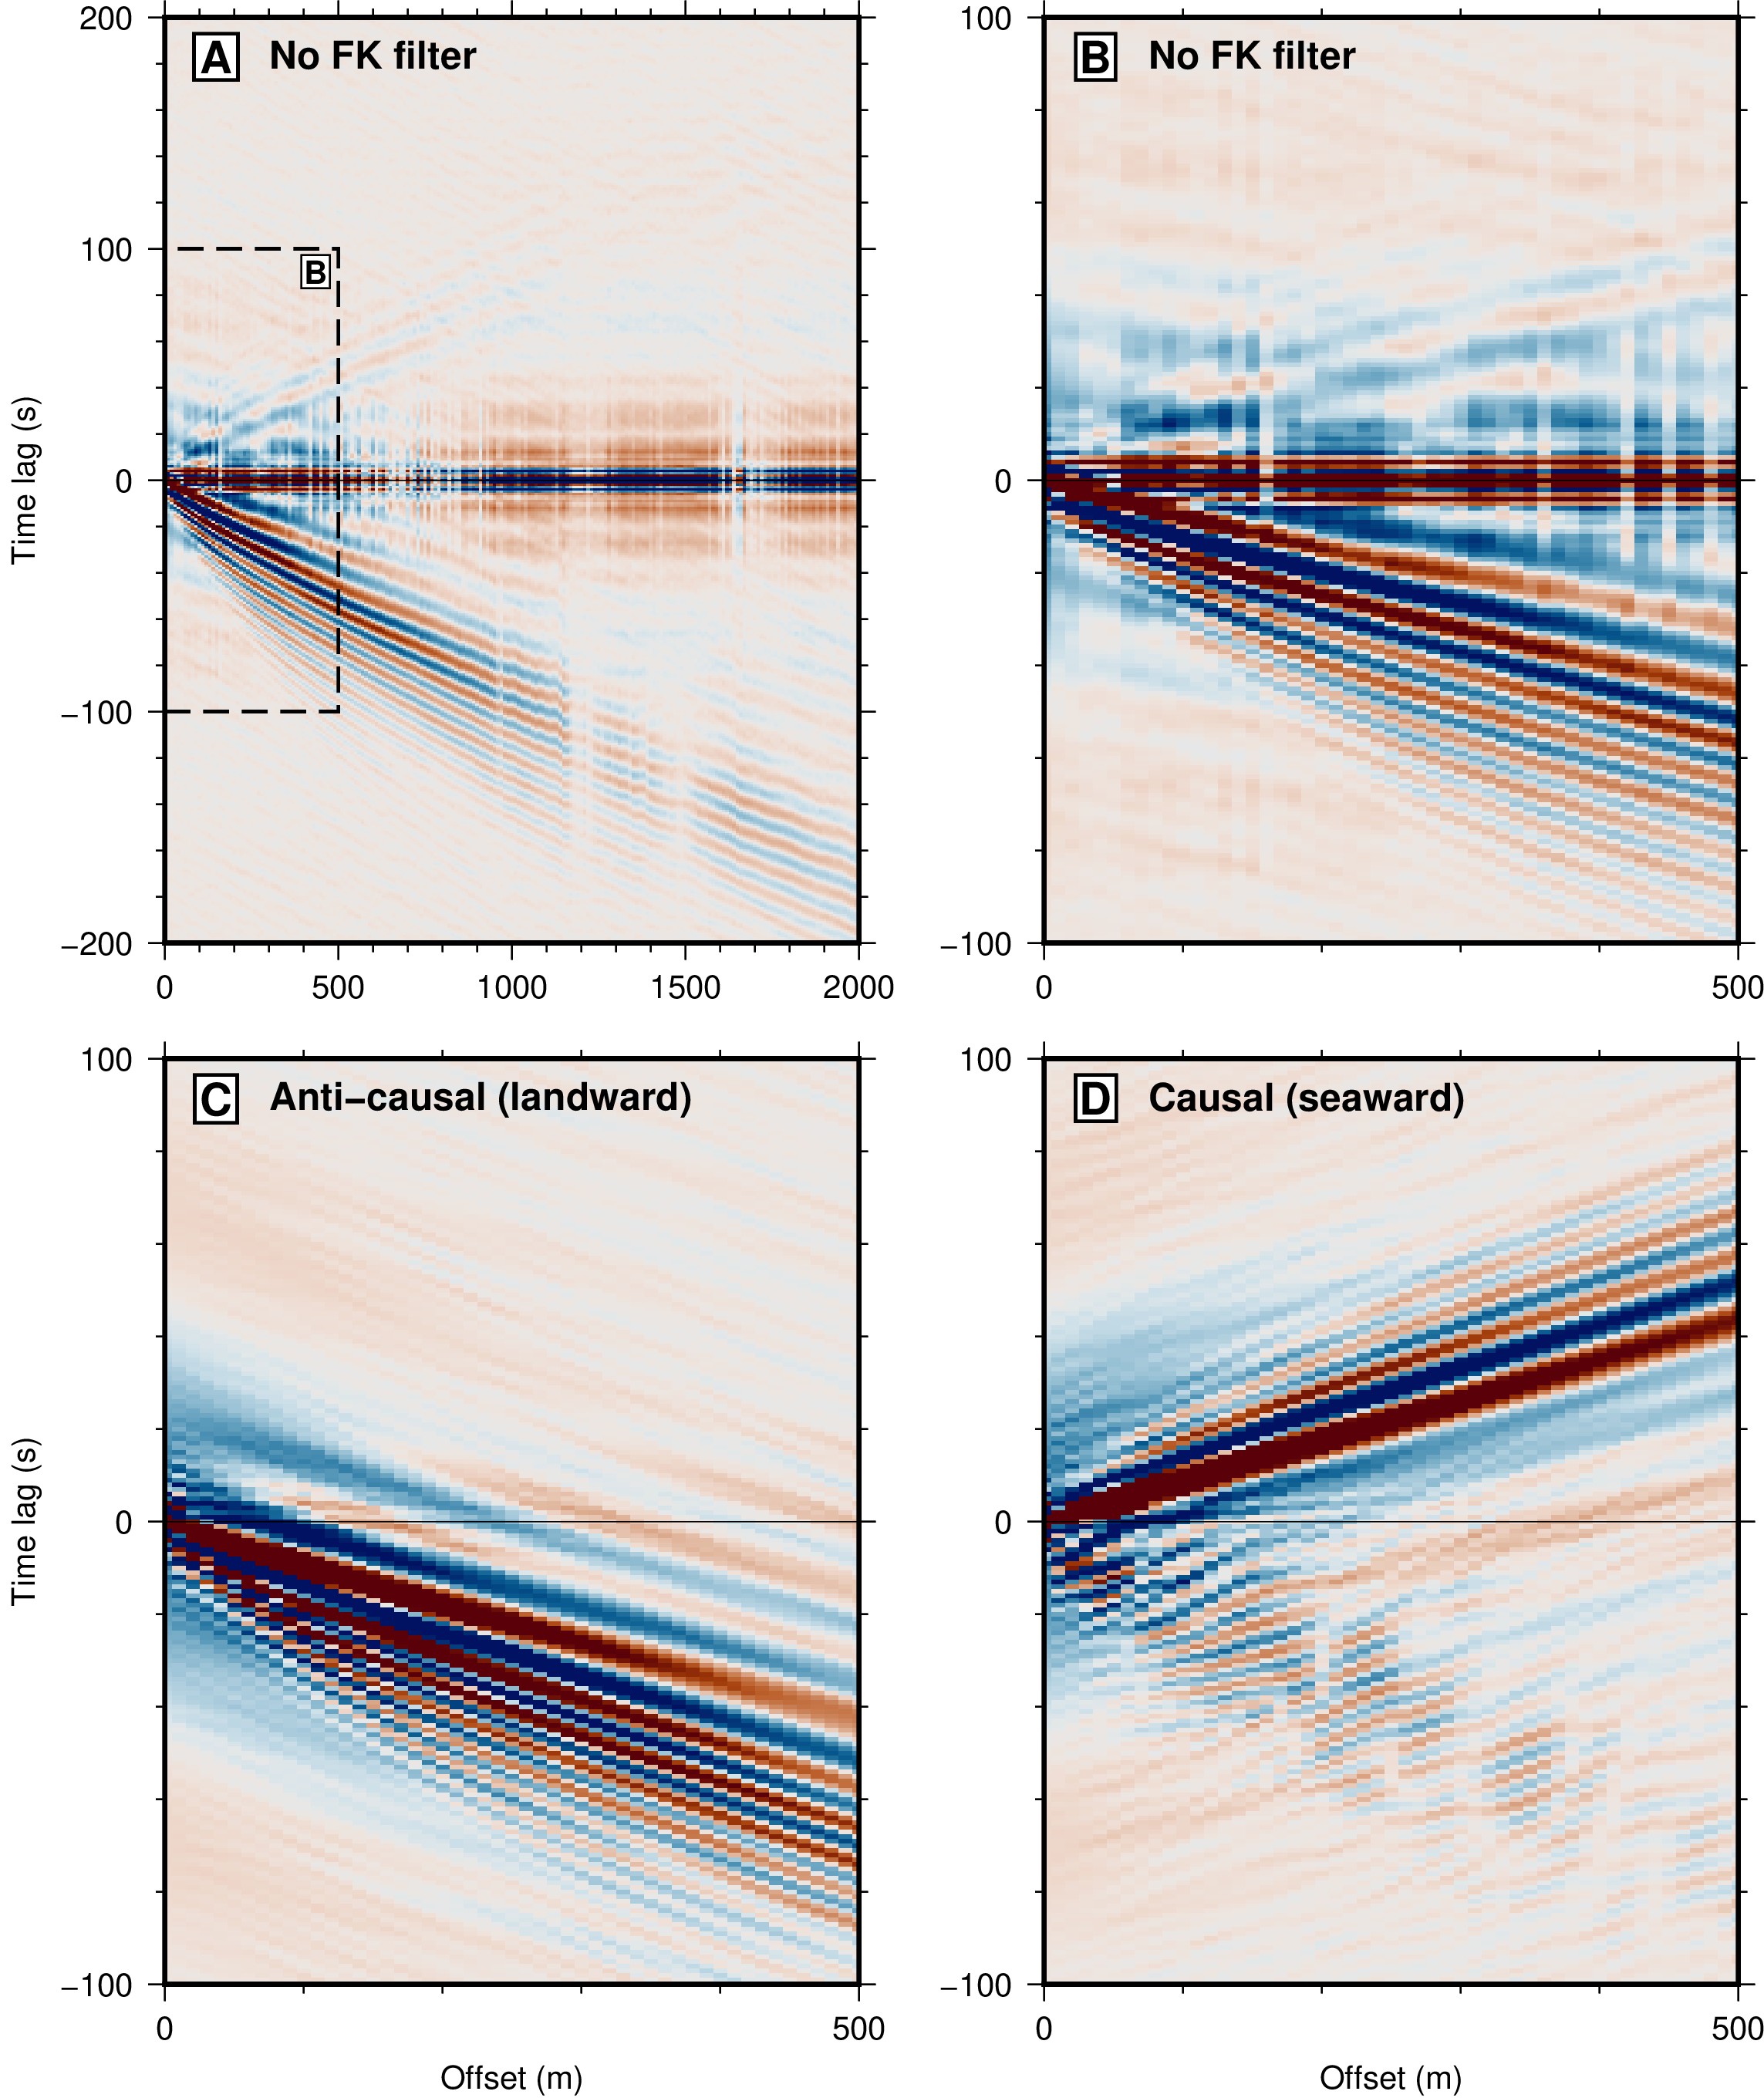 A No FK filter
B No FK filter
200
100
0
−100
−200
Time lag (s)
B
0 500 1000 1500 2000
100
0
−100
0 500
C Anti−causal (landward)
D Causal (seaward)
100
0
−100
Time lag (s)
0 500
Offset (m)
100
0
−100
0 500
Offset (m)